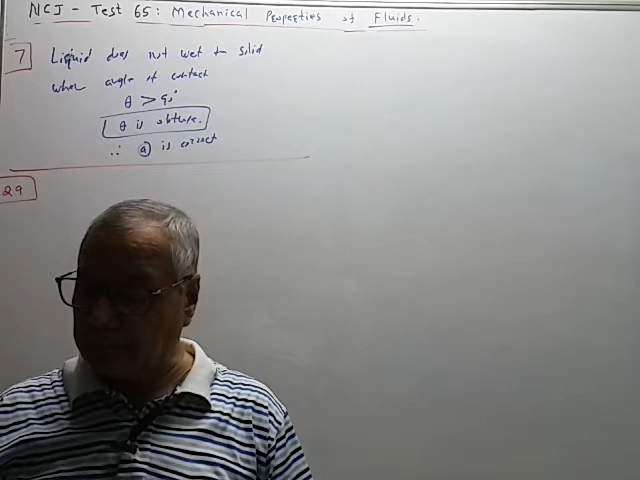 NCJ - Test 65: Mechanical Properties of Fluids.
7 Liquid does not wet the solid
when angle of contact
θ > 90°
θ is obtuse.
∴ (a) is correct
29